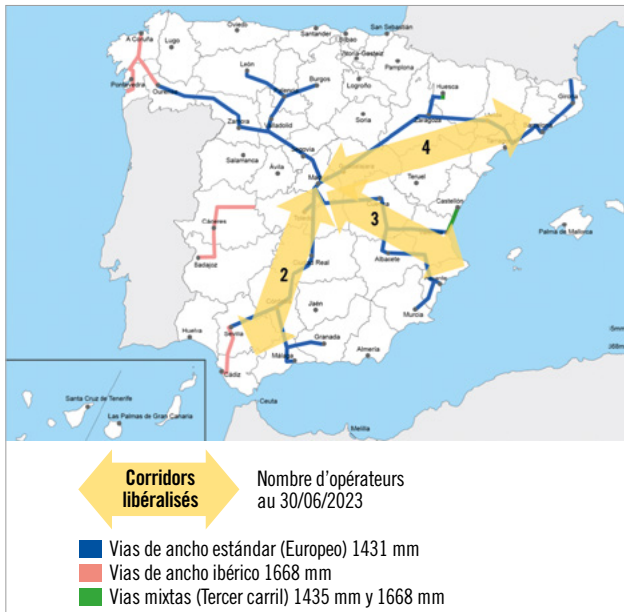 Oviedo
Santander
San Sebastián
A Coruña
Lugo
Bilbao
Vitoria-Gasteiz
Pamplona
León
Burgos
Logroño
Huesca
Pontevedra
Ourense
Girona
Zamora
Valladolid
Soria
Zaragoza
Segovia
4
Salamanca
Ávila
Teruel
Castellón
3
Cáceres
Palma de Mallorca
2
Real
Albacete
Badajoz
Jaén
Murcia
Huelva
Sevilla
Granada
Almería
Málaga
Cádiz
Santa Cruz de Tenerife
Las Palmas de Gran Canaria
Ceuta
Melilla
Corridors
libéralisés
Nombre d'opérateurs
au 30/06/2023
Vias de ancho estándar (Europeo) 1431 mm
Vias de ancho ibérico 1668 mm
Vias mixtas (Tercer carril) 1435 mm y 1668 mm